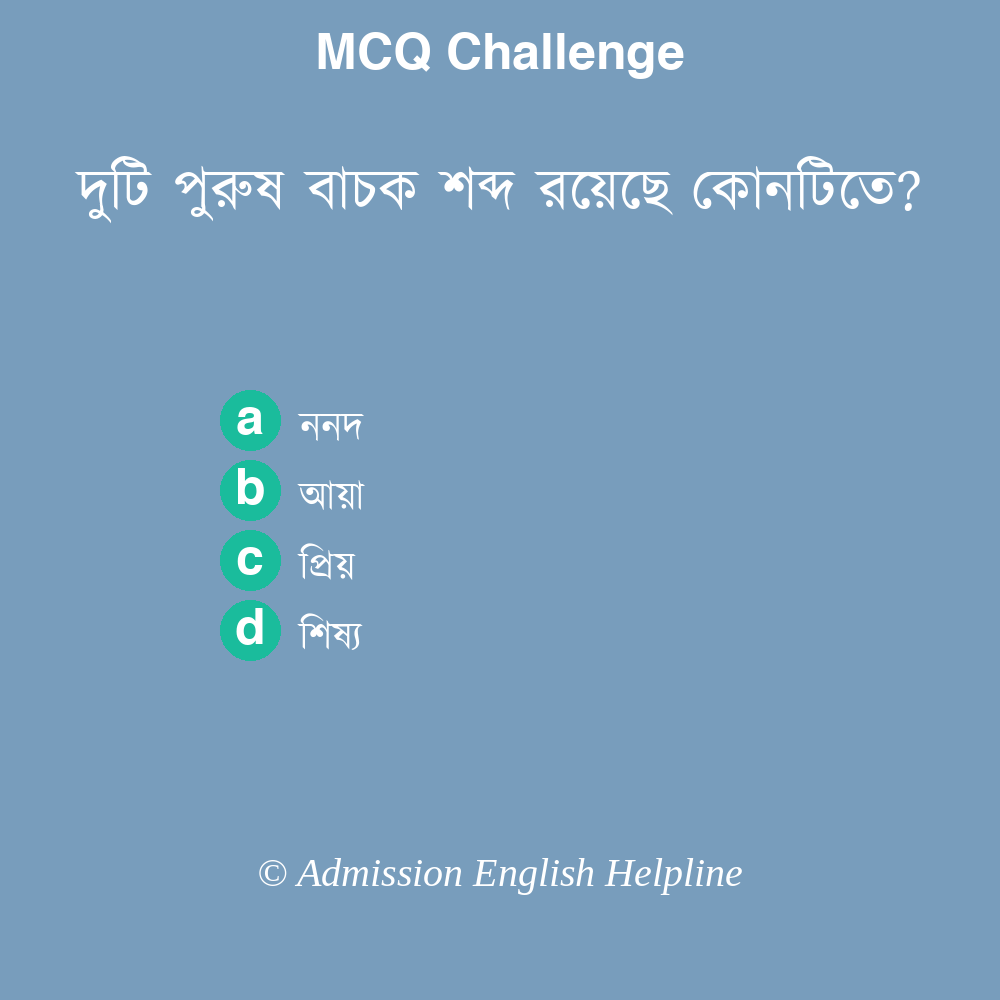 MCQ Challenge
দুটি পুরুষ বাচক শব্দ রয়েছে কোনটিতে?
a ননদ
b আয়া
c প্রিয়
d শিষ্য
© Admission English Helpline